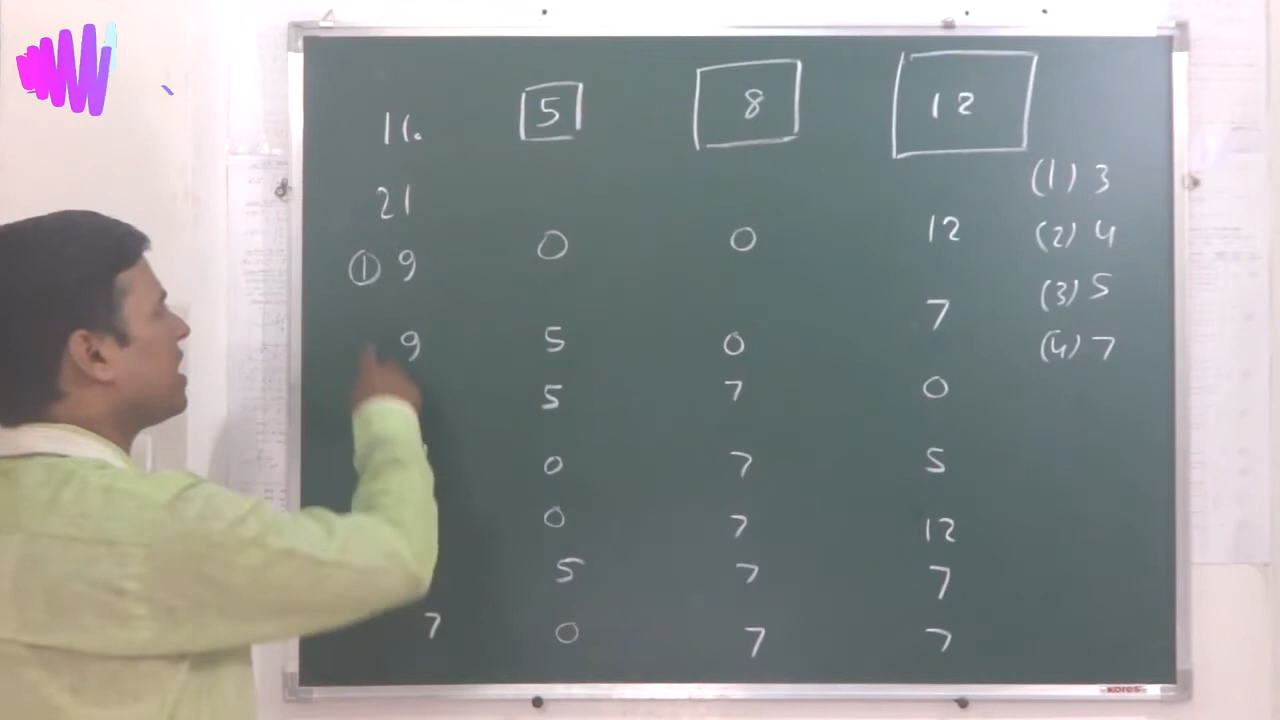 11. 5 8 12
21
(1) 3
① 9 0 0 12
(2) 4
(3) 5
9 5 0 7
(4) 7
5 7 0
0 7 5
0 7 12
5 7 7
7 0 7 7
kores